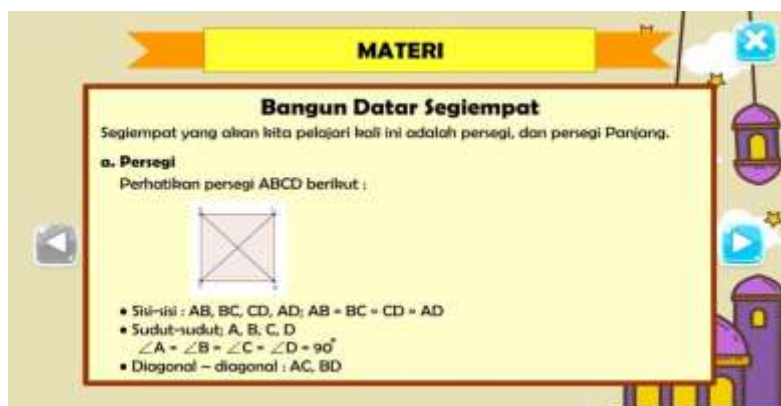 MATERI
Bangun Datar Segiempat
Segiempat yang akan kita pelajari kali ini adalah persegi, dan persegi Panjang.
a. Persegi
Perhatikan persegi ABCD berikut :
• Sisi-sisi : AB, BC, CD, AD; AB = BC = CD = AD
• Sudut-sudut; A, B, C, D
∠A = ∠B = ∠C = ∠D = 90°
• Diagonal – diagonal : AC, BD